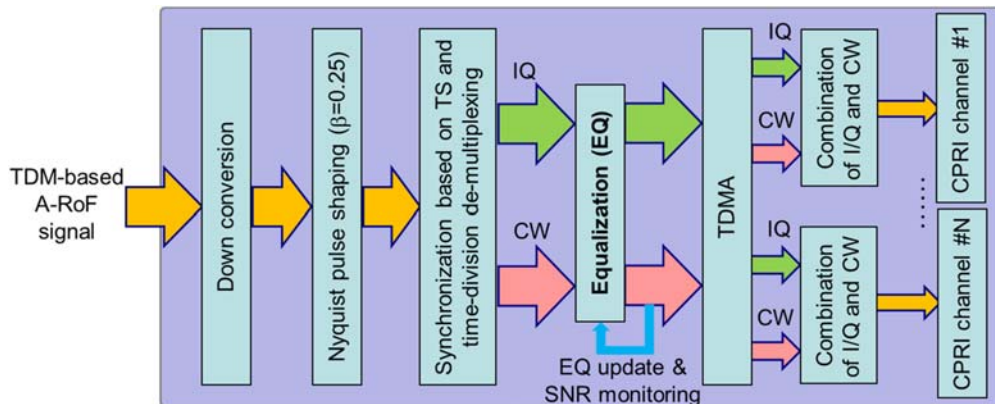 TDM-based
A-RoF
signal
Down conversion
Nyquist pulse shaping (β=0.25)
Synchronization based on TS and
time-division de-multiplexing
IQ
CW
Equalization (EQ)
EQ update &
SNR monitoring
TDMA
IQ
CW
Combination
of I/Q and CW
CPRI channel #1
IQ
CW
Combination
of I/Q and CW
CPRI channel #N